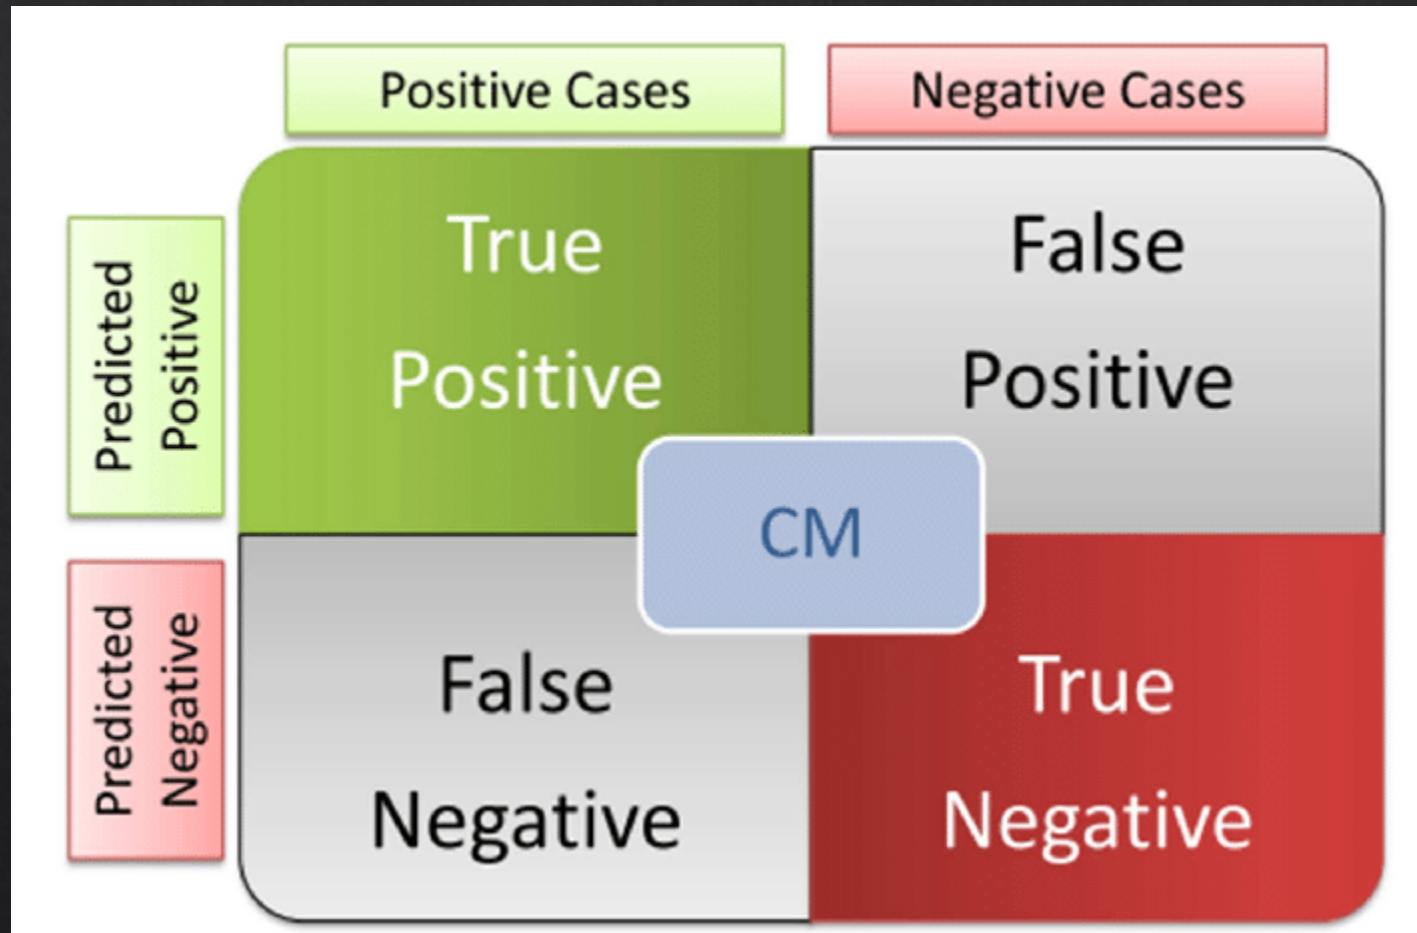 Positive Cases
Negative Cases
Predicted
Positive
True
Positive
False
Positive
CM
Predicted
Negative
False
Negative
True
Negative